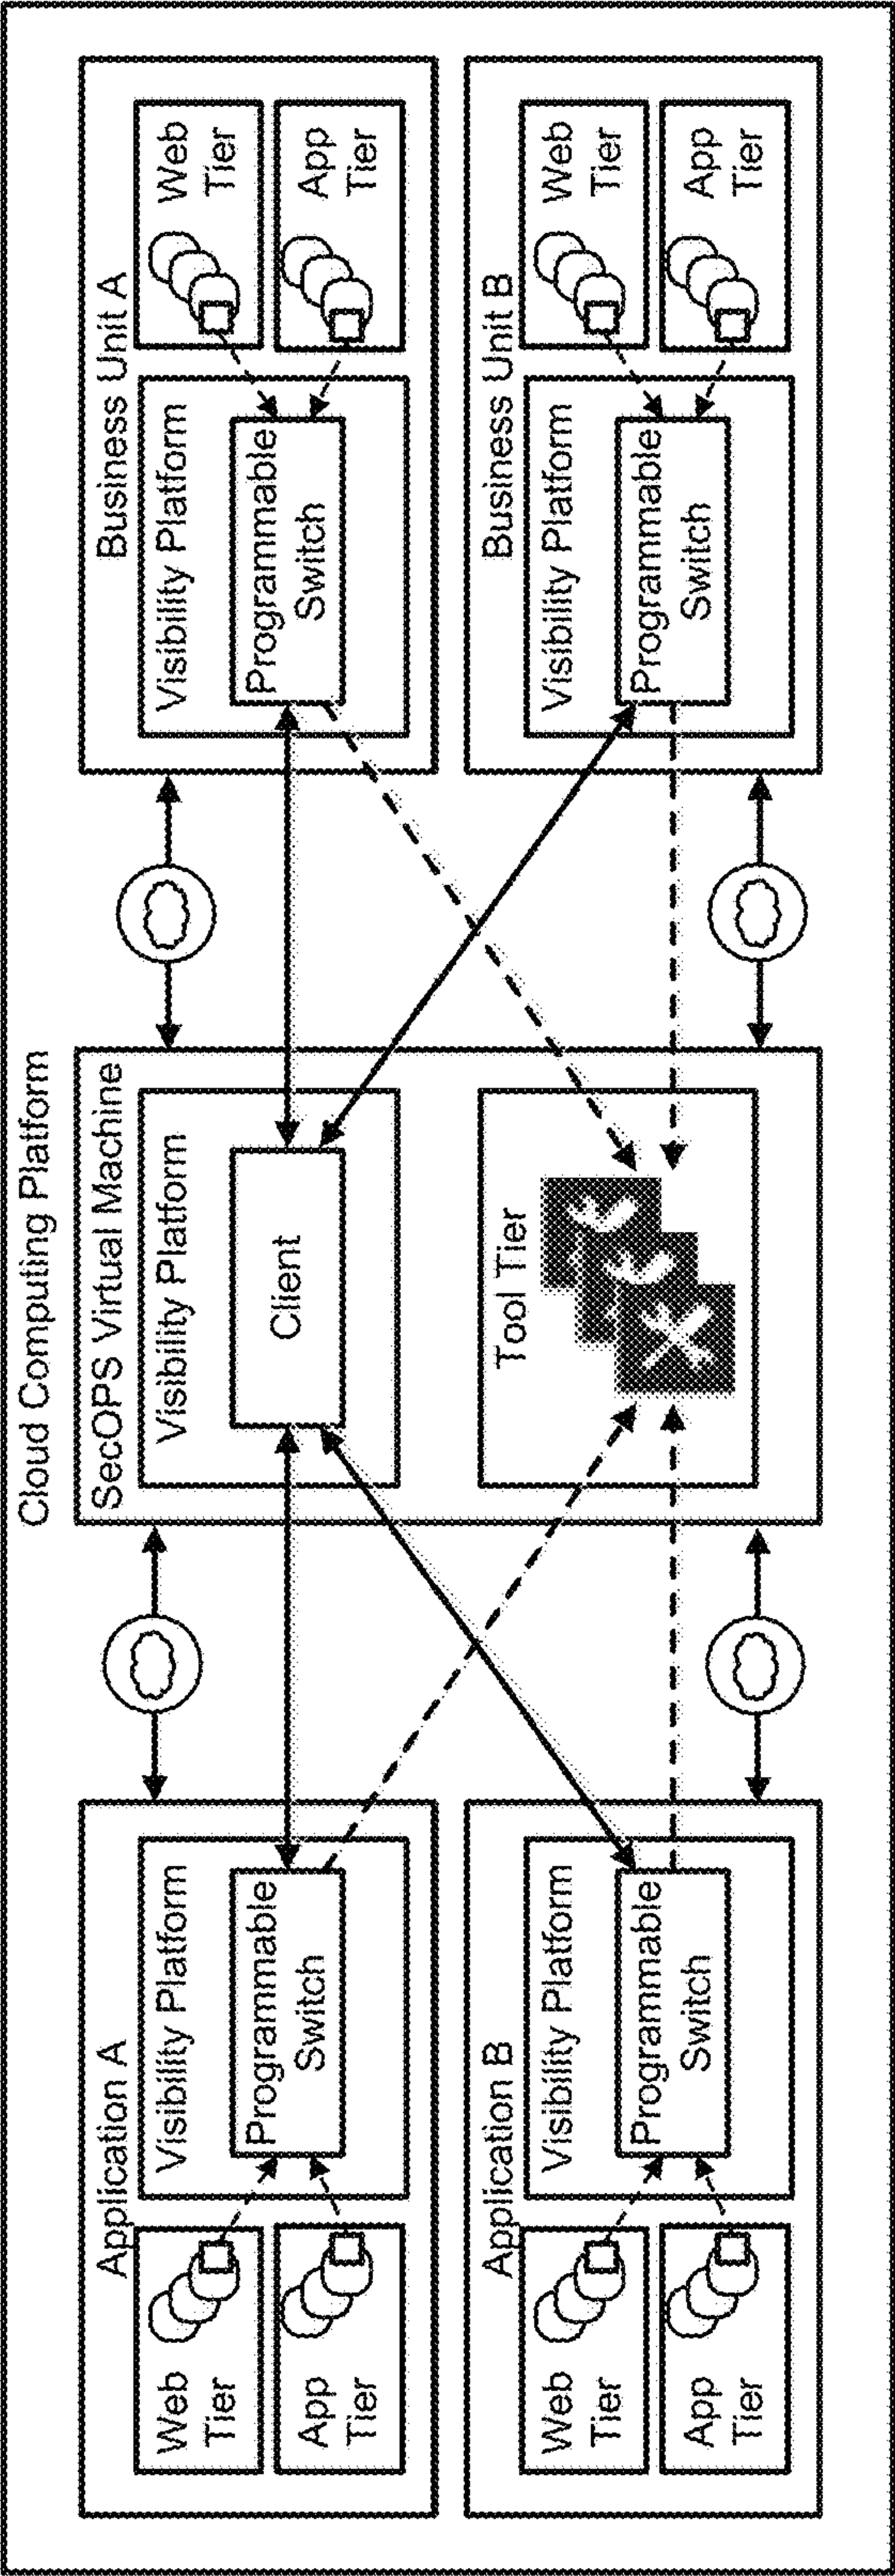 Cloud Computing Platform
Application A
Web
Tier
App
Tier
Visibility Platform
Programmable
Switch
Application B
Web
Tier
App
Tier
Visibility Platform
Programmable
Switch
SecOPS Virtual Machine
Visibility Platform
Client
Tool Tier
Business Unit A
Visibility Platform
Programmable
Switch
Web
Tier
App
Tier
Business Unit B
Visibility Platform
Programmable
Switch
Web
Tier
App
Tier